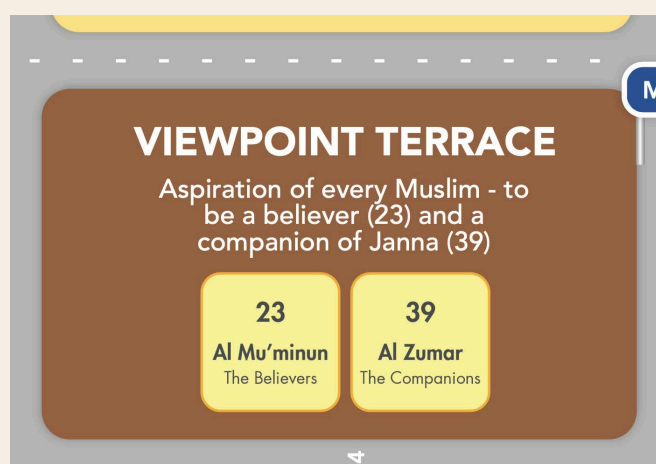 M
VIEWPOINT TERRACE
Aspiration of every Muslim - to
be a believer (23) and a
companion of Janna (39)
23
Al Mu’minun
The Believers
39
Al Zumar
The Companions
4